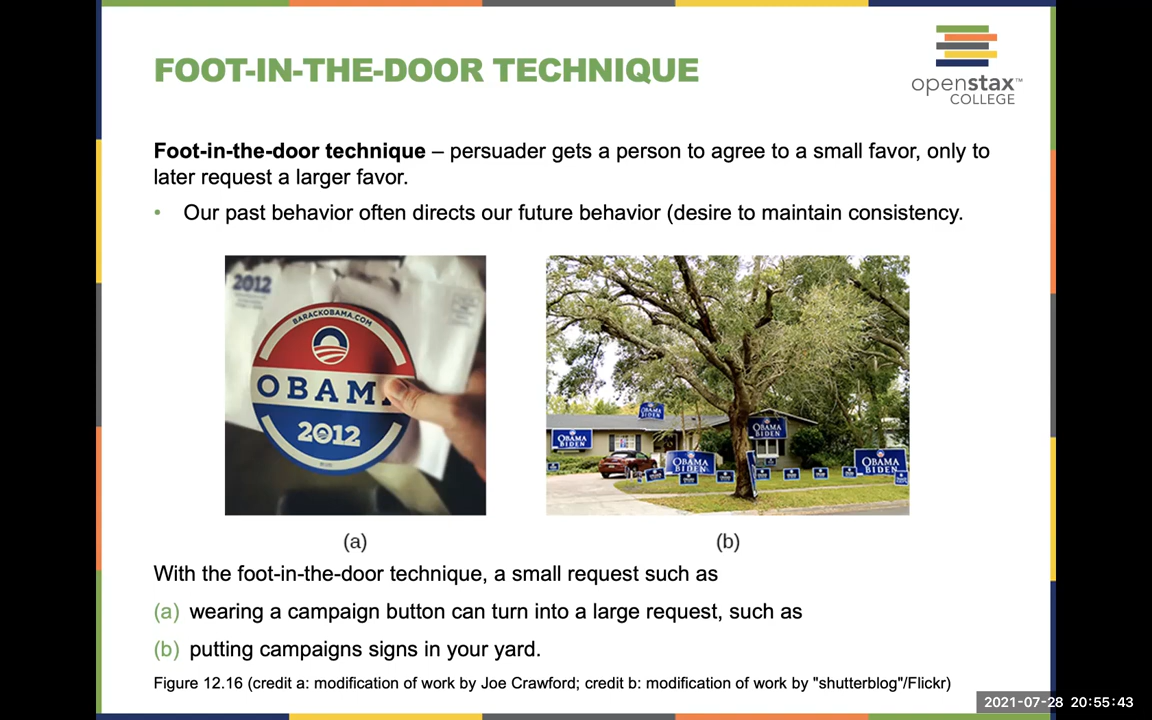 FOOT-IN-THE-DOOR TECHNIQUE
openstax™
COLLEGE
Foot-in-the-door technique – persuader gets a person to agree to a small favor, only to
later request a larger favor.
• Our past behavior often directs our future behavior (desire to maintain consistency.
2012
BARACKOBAMA.COM
OBAM
2012
OBAMA
BIDEN
OBAMA
BIDEN
OBAMA
BIDEN
OBAMA
BIDEN
OBAMA
BIDEN
(a)
(b)
With the foot-in-the-door technique, a small request such as
(a) wearing a campaign button can turn into a large request, such as
(b) putting campaigns signs in your yard.
Figure 12.16 (credit a: modification of work by Joe Crawford; credit b: modification of work by "shutterblog"/Flickr)
2021-07-28 20:55:43